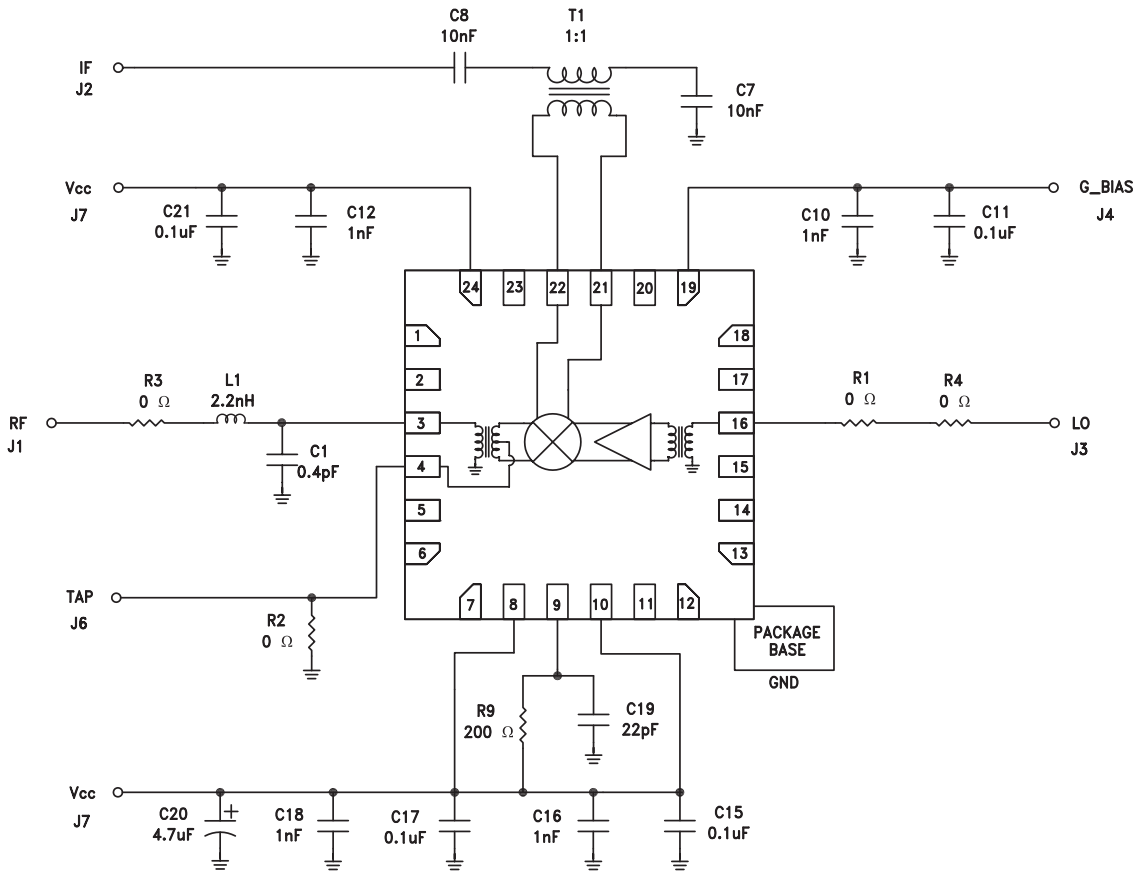 C8
10nF
T1
1:1
IF
J2
C7
10nF
Vcc
J7
C21
0.1uF
C12
1nF
C10
1nF
C11
0.1uF
G_BIAS
J4
24
23
22
21
20
19
1
2
3
4
5
6
18
17
16
15
14
13
7
8
9
10
11
12
RF
J1
R3
0 Ω
L1
2.2nH
C1
0.4pF
R1
0 Ω
R4
0 Ω
LO
J3
TAP
J6
R2
0 Ω
PACKAGE
BASE
GND
R9
200 Ω
C19
22pF
Vcc
J7
C20
+
4.7uF
C18
1nF
C17
0.1uF
C16
1nF
C15
0.1uF